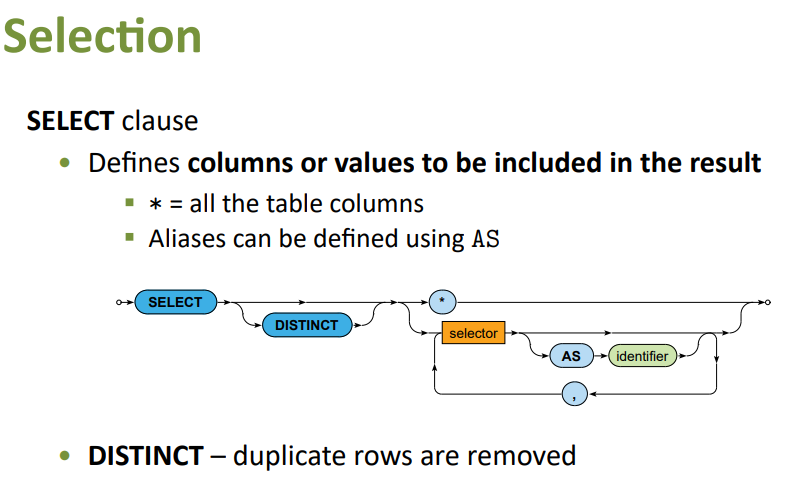 Selection
SELECT clause
• Defines columns or values to be included in the result
▪ * = all the table columns
▪ Aliases can be defined using AS
SELECT
*
DISTINCT
selector
AS
identifier
,
• DISTINCT – duplicate rows are removed